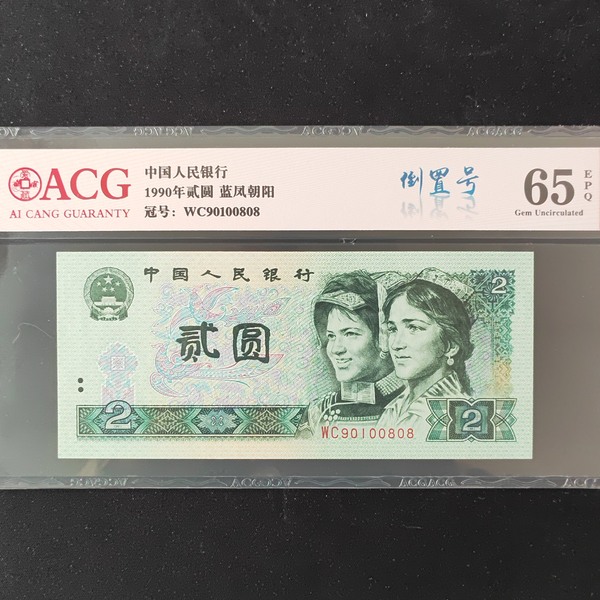 ACG
AI CANG GUARANTY
中国人民银行
1990年贰圆 蓝凤朝阳
冠号: WC90100808
倒置号
65
EPQ
Gem Uncirculated
中国人民银行
2
贰圆
2
WC90100808
2